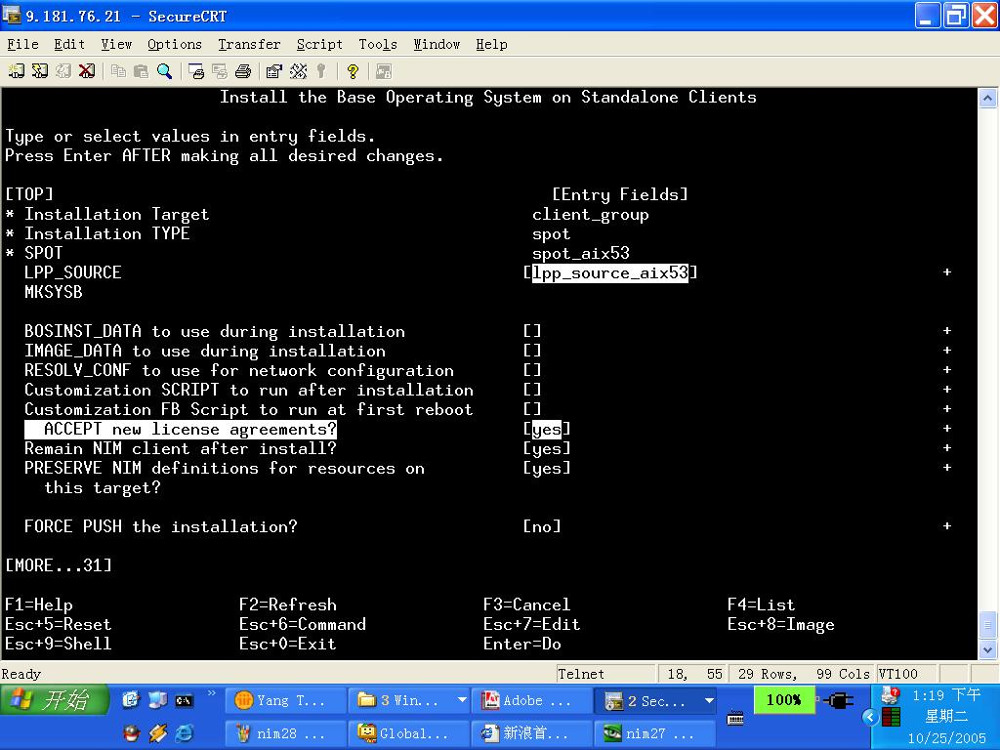 9.181.76.21 - SecureCRT
File Edit View Options Transfer Script Tools Window Help
Install the Base Operating System on Standalone Clients
Type or select values in entry fields.
Press Enter AFTER making all desired changes.
[TOP] [Entry Fields]
* Installation Target client_group
* Installation TYPE spot
* SPOT spot_aix53
LPP_SOURCE [lpp_source_aix53] +
MKSYSB
BOSINST_DATA to use during installation [] +
IMAGE_DATA to use during installation [] +
RESOLV_CONF to use for network configuration [] +
Customization SCRIPT to run after installation [] +
Customization FB Script to run at first reboot [] +
ACCEPT new license agreements? [yes] +
Remain NIM client after install? [yes] +
PRESERVE NIM definitions for resources on [yes] +
this target?
FORCE PUSH the installation? [no] +
[MORE...31]
F1=Help F2=Refresh F3=Cancel F4=List
Esc+5=Reset Esc+6=Command Esc+7=Edit Esc+8=Image
Esc+9=Shell Esc+0=Exit Enter=Do
Ready Telnet 18, 55 29 Rows, 99 Cols VT100
开始 Yang T... 3 Win... Adobe ... 2 Sec... 100% 1:19 下午
星期二
nim28 ... Global... 新浪首... nim27 ... 10/25/2005